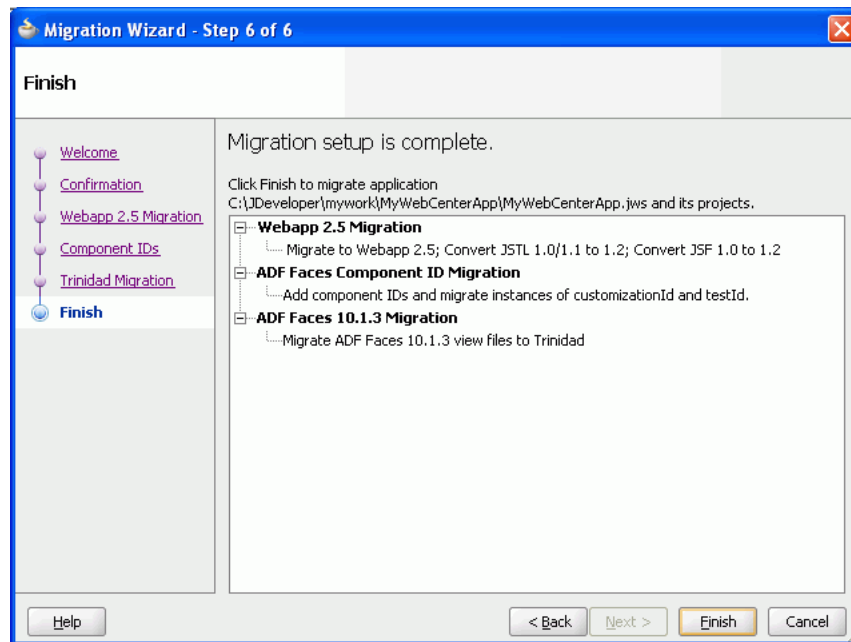 Migration Wizard - Step 6 of 6
Finish
Welcome
Confirmation
Webapp 2.5 Migration
Component IDs
Trinidad Migration
Finish
Migration setup is complete.
Click Finish to migrate application
C:\JDeveloper\mywork\MyWebCenterApp\MyWebCenterApp.jws and its projects.
Webapp 2.5 Migration
Migrate to Webapp 2.5; Convert JSTL 1.0/1.1 to 1.2; Convert JSF 1.0 to 1.2
ADF Faces Component ID Migration
Add component IDs and migrate instances of customizationId and testId.
ADF Faces 10.1.3 Migration
Migrate ADF Faces 10.1.3 view files to Trinidad
Help
< Back
Next >
Finish
Cancel